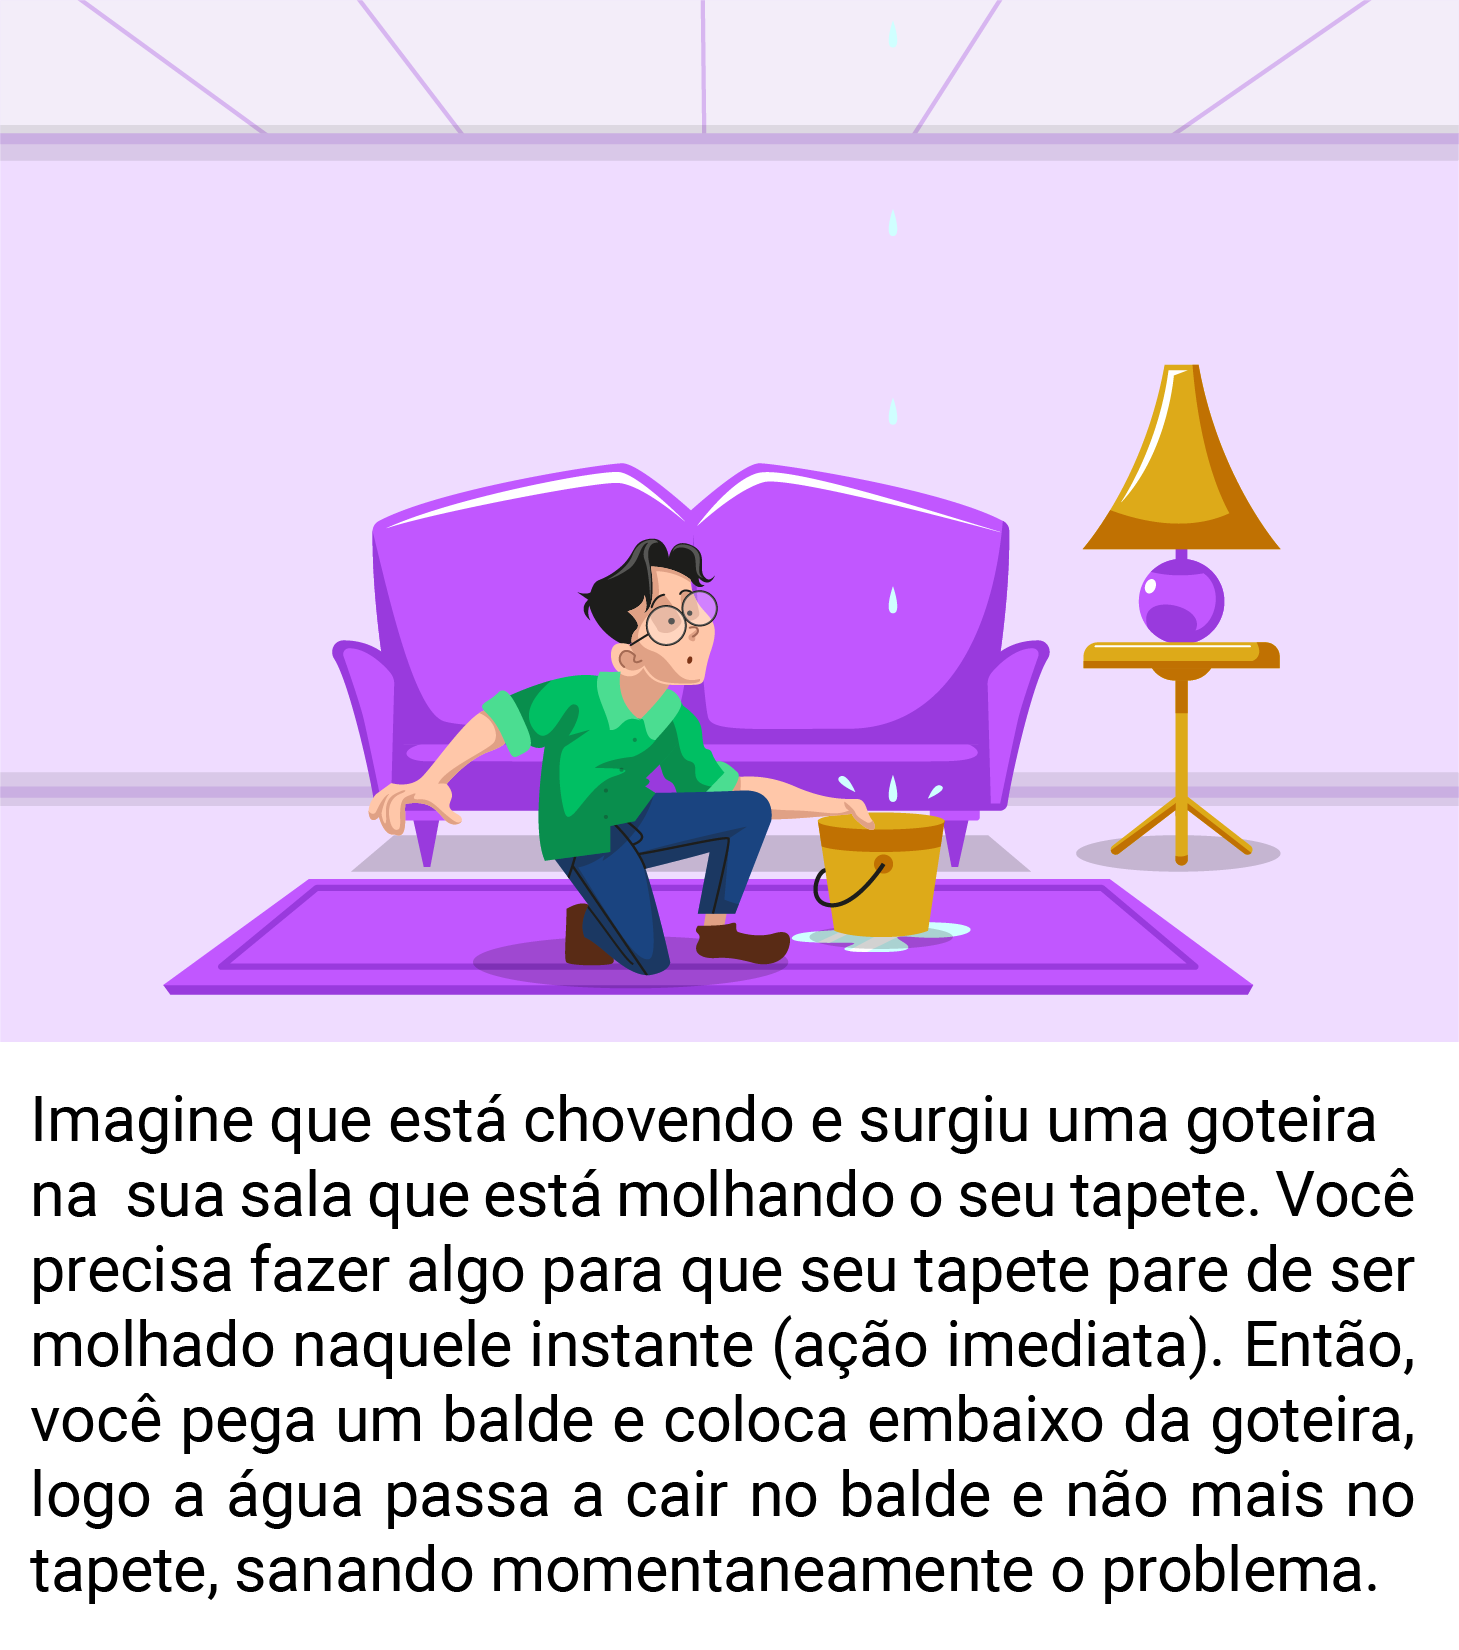 Imagine que está chovendo e surgiu uma goteira
na sua sala que está molhando o seu tapete. Você
precisa fazer algo para que seu tapete pare de ser
molhado naquele instante (ação imediata). Então,
você pega um balde e coloca embaixo da goteira,
logo a água passa a cair no balde e não mais no
tapete, sanando momentaneamente o problema.